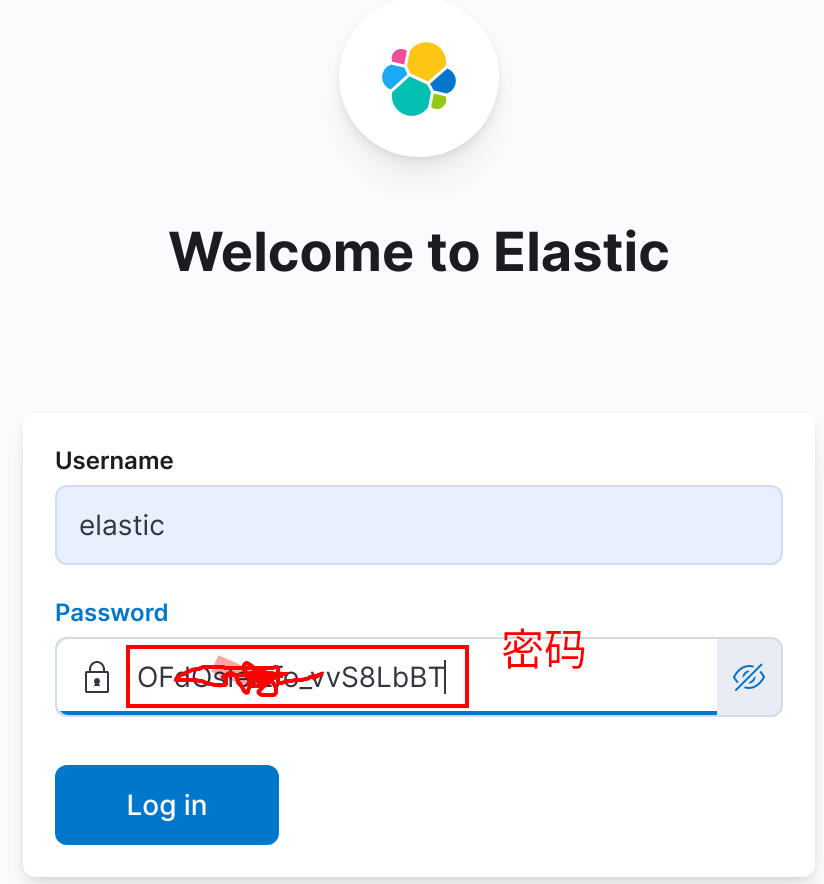 Welcome to Elastic
Username
elastic
Password
密码
Log in